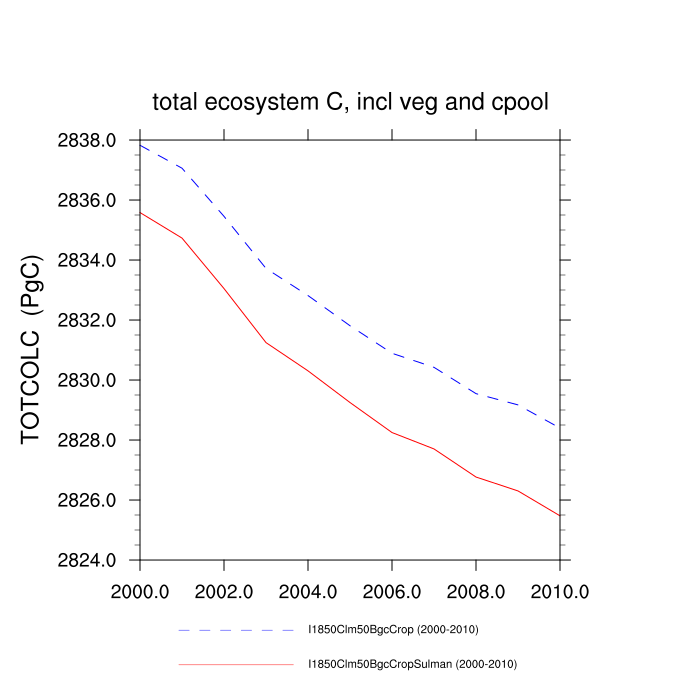 total ecosystem C, incl veg and cpool
TOTCOLC (PgC)
2838.0
2836.0
2834.0
2832.0
2830.0
2828.0
2826.0
2824.0
2000.0 2002.0 2004.0 2006.0 2008.0 2010.0
I1850Clm50BgcCrop (2000-2010)
I1850Clm50BgcCropSulman (2000-2010)